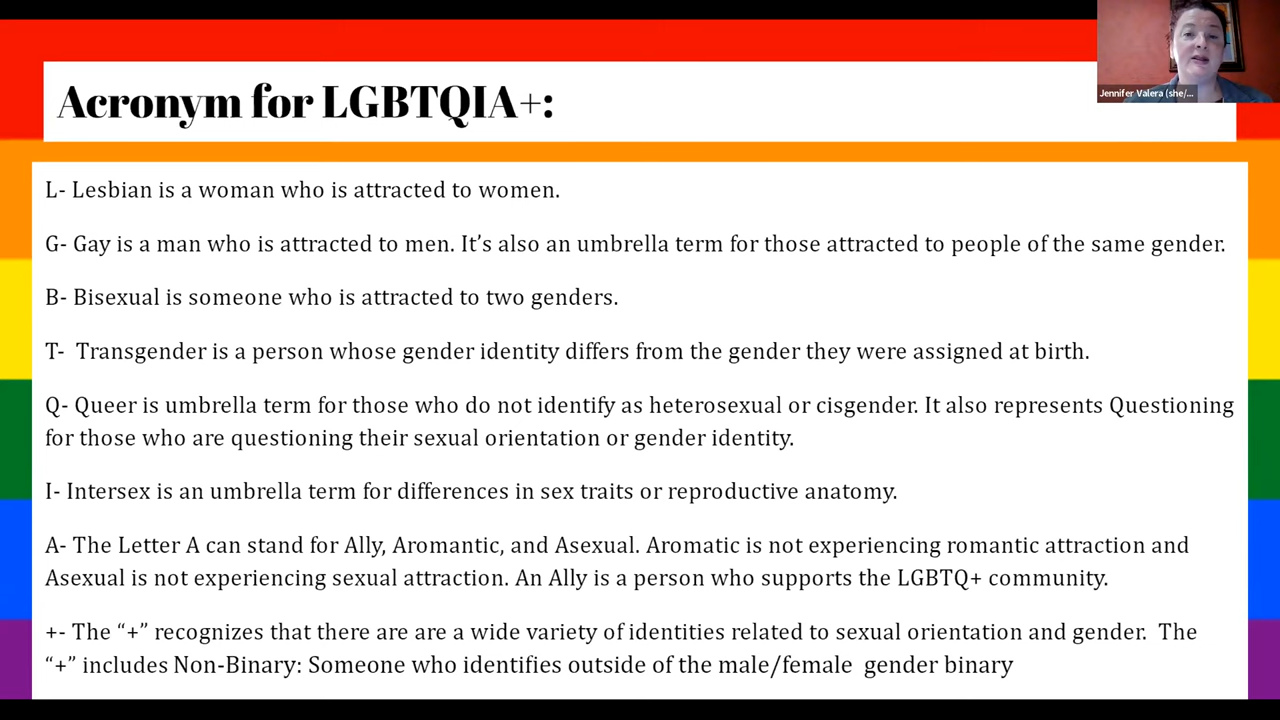 Jennifer Valera (she/...
Acronym for LGBTQIA+:
L- Lesbian is a woman who is attracted to women.
G- Gay is a man who is attracted to men. It’s also an umbrella term for those attracted to people of the same gender.
B- Bisexual is someone who is attracted to two genders.
T-  Transgender is a person whose gender identity differs from the gender they were assigned at birth.
Q- Queer is umbrella term for those who do not identify as heterosexual or cisgender. It also represents Questioning
for those who are questioning their sexual orientation or gender identity.
I- Intersex is an umbrella term for differences in sex traits or reproductive anatomy.
A- The Letter A can stand for Ally, Aromantic, and Asexual. Aromatic is not experiencing romantic attraction and
Asexual is not experiencing sexual attraction. An Ally is a person who supports the LGBTQ+ community.
+- The “+” recognizes that there are are a wide variety of identities related to sexual orientation and gender.  The
“+” includes Non-Binary: Someone who identifies outside of the male/female  gender binary